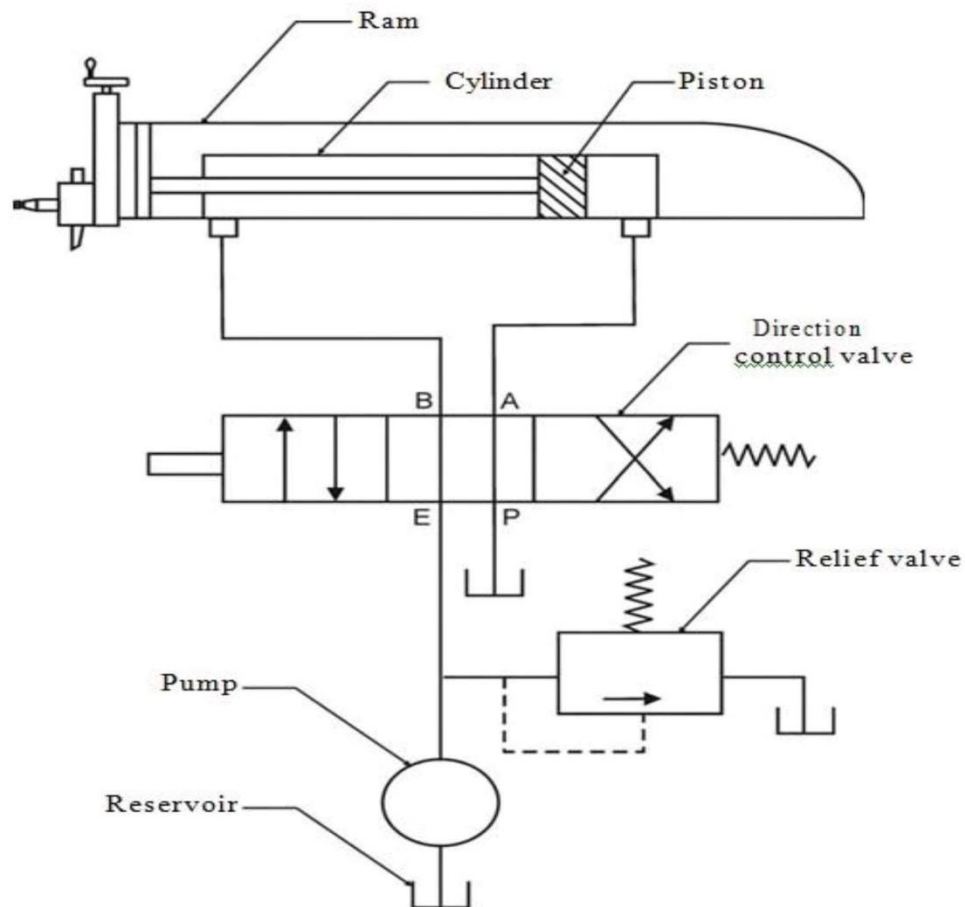 Ram
Cylinder
Piston
Direction
control valve
B
A
E
P
Relief valve
Pump
Reservoir